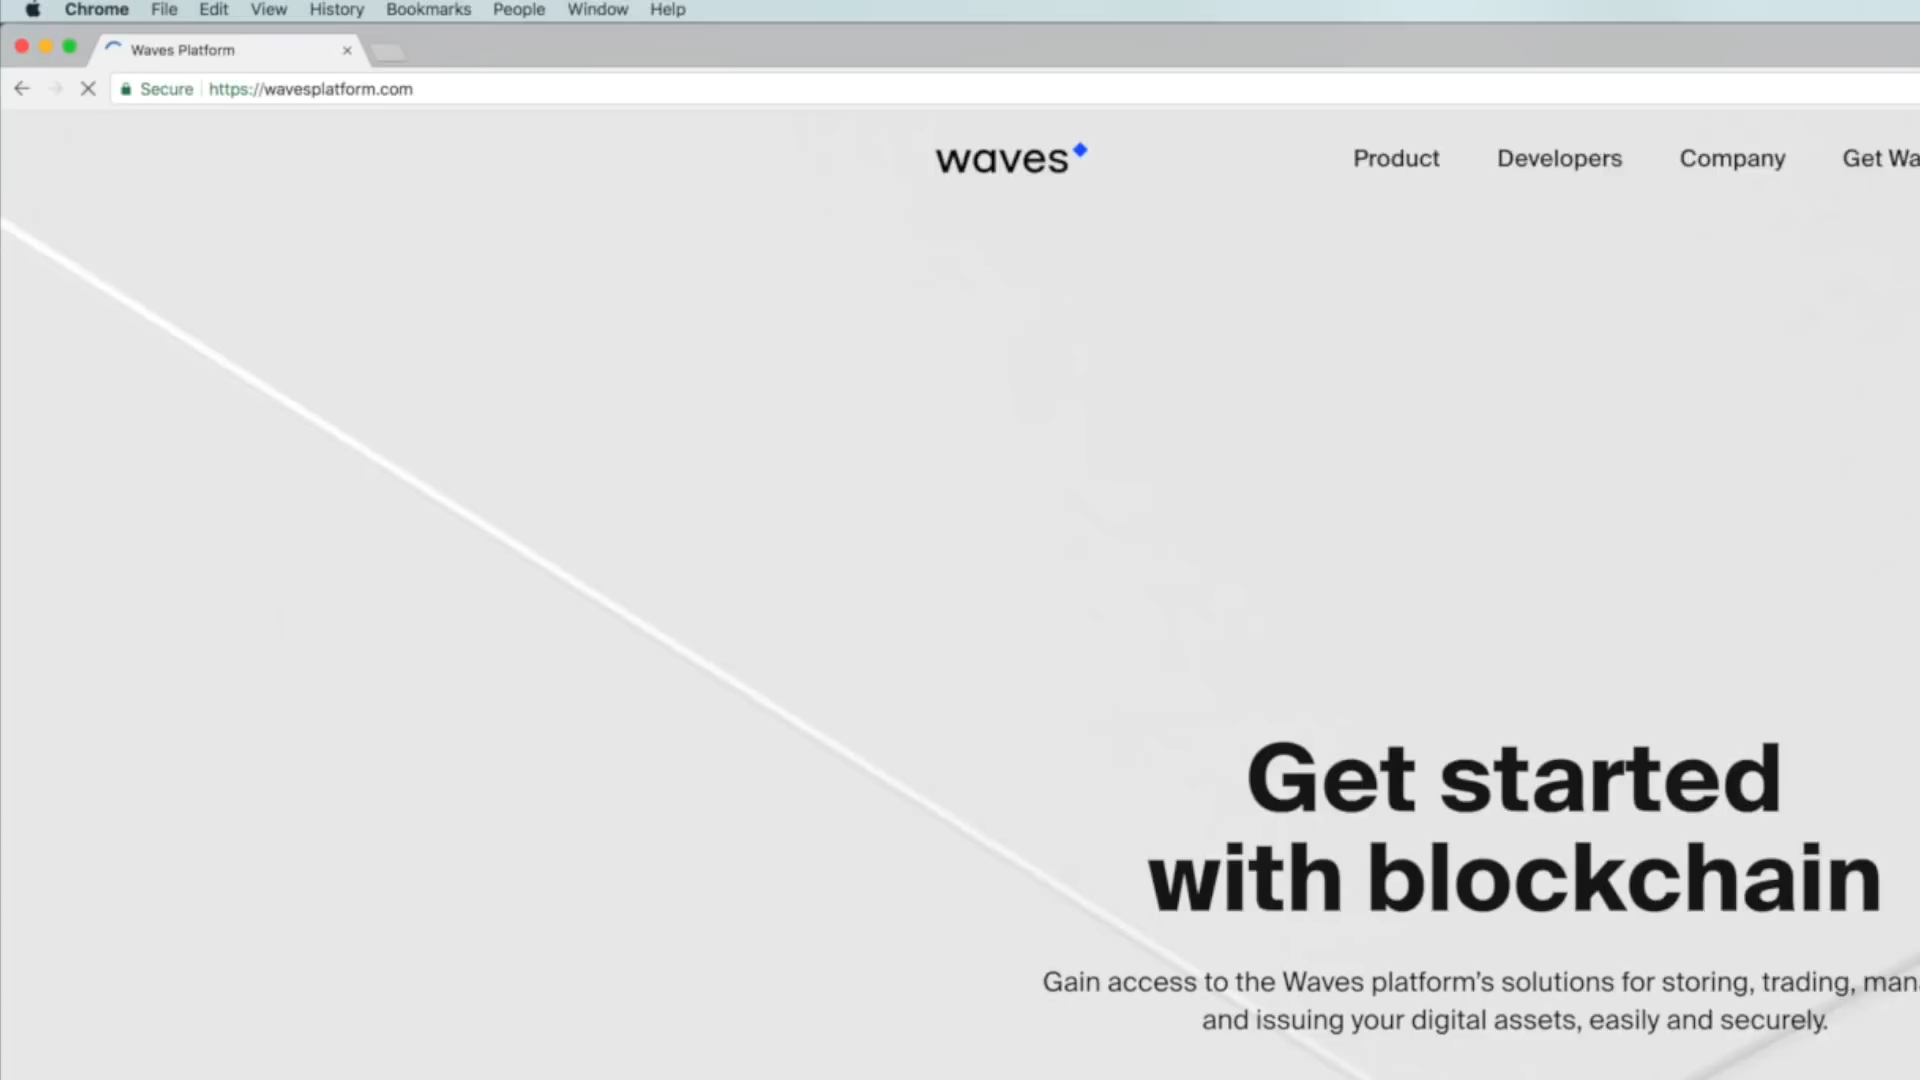 Chrome File Edit View History Bookmarks People Window Help
Waves Platform
Secure https://wavesplatform.com
waves
Product Developers Company Get
Get started
with blockchain
Gain access to the Waves platform's solutions for storing, trading,
and issuing your digital assets, easily and securely.